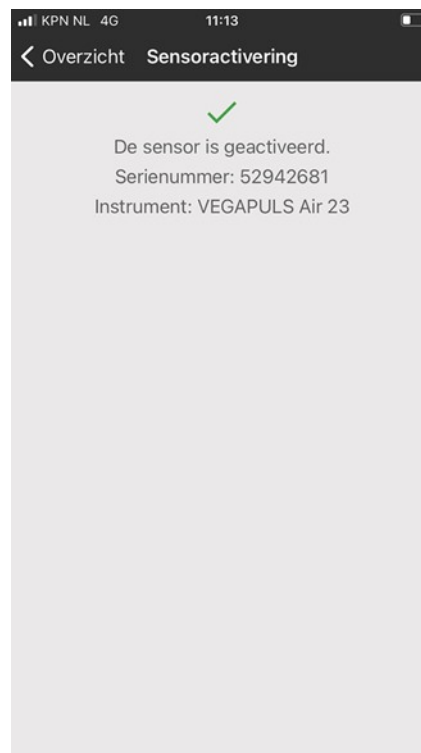 KPN NL 4G 11:13
Overzicht Sensoractivering
De sensor is geactiveerd.
Serienummer: 52942681
Instrument: VEGAPULS Air 23